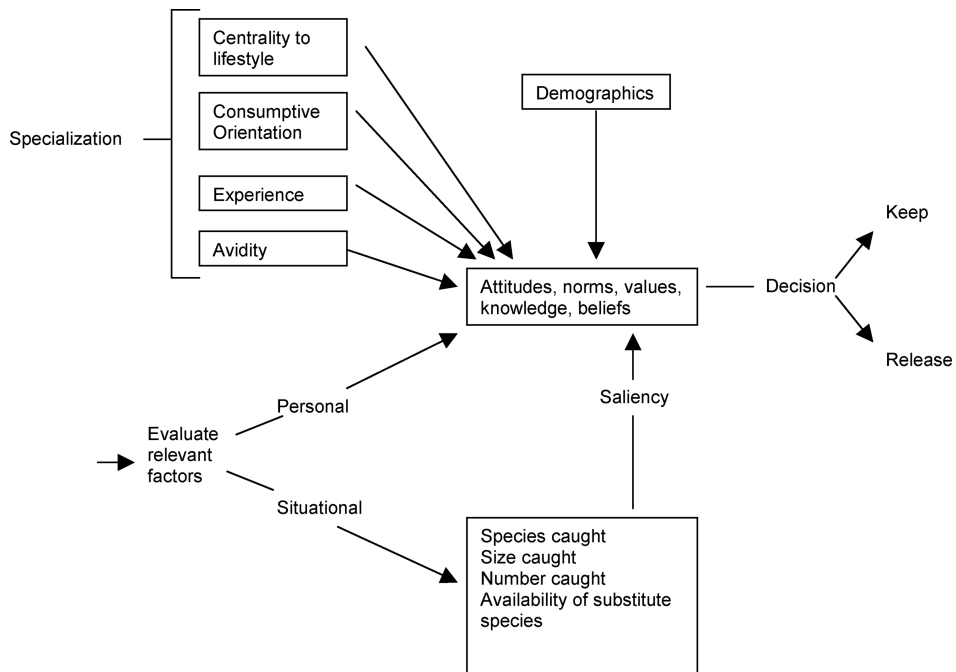 Specialization
Centrality to
lifestyle
Consumptive
Orientation
Experience
Avidity
Demographics
Attitudes, norms, values,
knowledge, beliefs
Decision
Keep
Release
Saliency
Evaluate
relevant
factors
Personal
Situational
Species caught
Size caught
Number caught
Availability of substitute
species